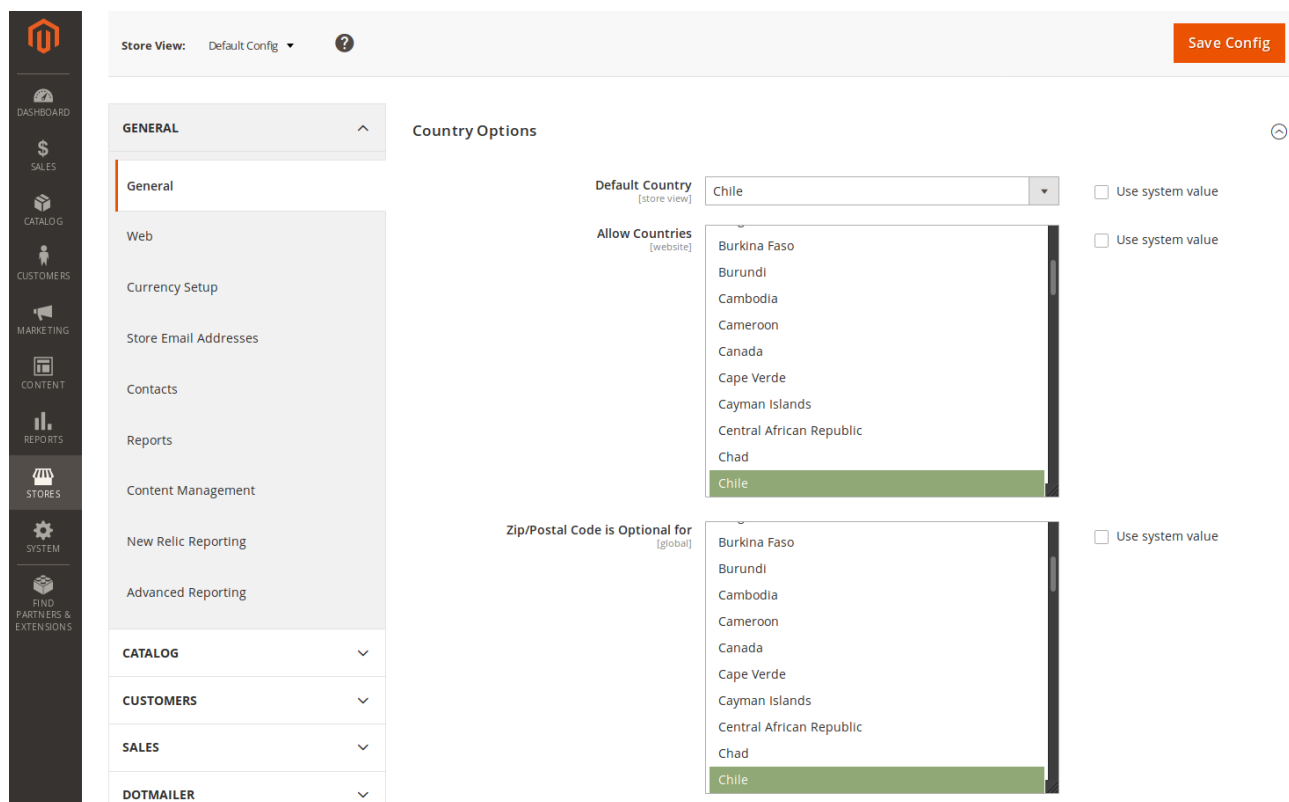 Store View: Default Config
Save Config
DASHBOARD
SALES
CATALOG
CUSTOMERS
MARKETING
CONTENT
REPORTS
STORES
SYSTEM
FIND
PARTNERS &
EXTENSIONS
GENERAL
General
Web
Currency Setup
Store Email Addresses
Contacts
Reports
Content Management
New Relic Reporting
Advanced Reporting
CATALOG
CUSTOMERS
SALES
DOTMAILER
Country Options
Default Country
[store view]
Chile
Use system value
Allow Countries
[website]
Burkina Faso
Burundi
Cambodia
Cameroon
Canada
Cape Verde
Cayman Islands
Central African Republic
Chad
Chile
Use system value
Zip/Postal Code is Optional for
[global]
Burkina Faso
Burundi
Cambodia
Cameroon
Canada
Cape Verde
Cayman Islands
Central African Republic
Chad
Chile
Use system value